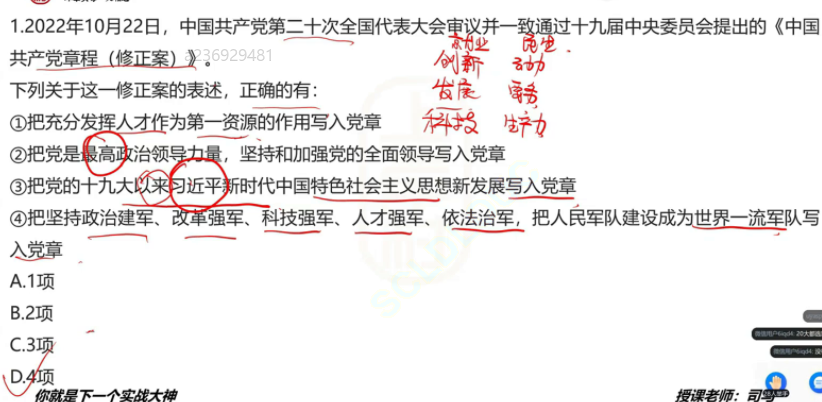 1.2022年10月22日，中国共产党第二十次全国代表大会审议并一致通过十九届中央委员会提出的《中国
共产党章程（修正案）》。
a236929481
就业 民生
创新 动力
发展 要务
科技 生产力
下列关于这一修正案的表述，正确的有：
①把充分发挥人才作为第一资源的作用写入党章
②把党是最高政治领导力量，坚持和加强党的全面领导写入党章
③把党的十九大以来习近平新时代中国特色社会主义思想新发展写入党章
④把坚持政治建军、改革强军、科技强军、人才强军、依法治军，把人民军队建设成为世界一流军队写
入党章
A.1项
B.2项
C.3项
D.4项
你就是下一个实战大神
授课老师：司马